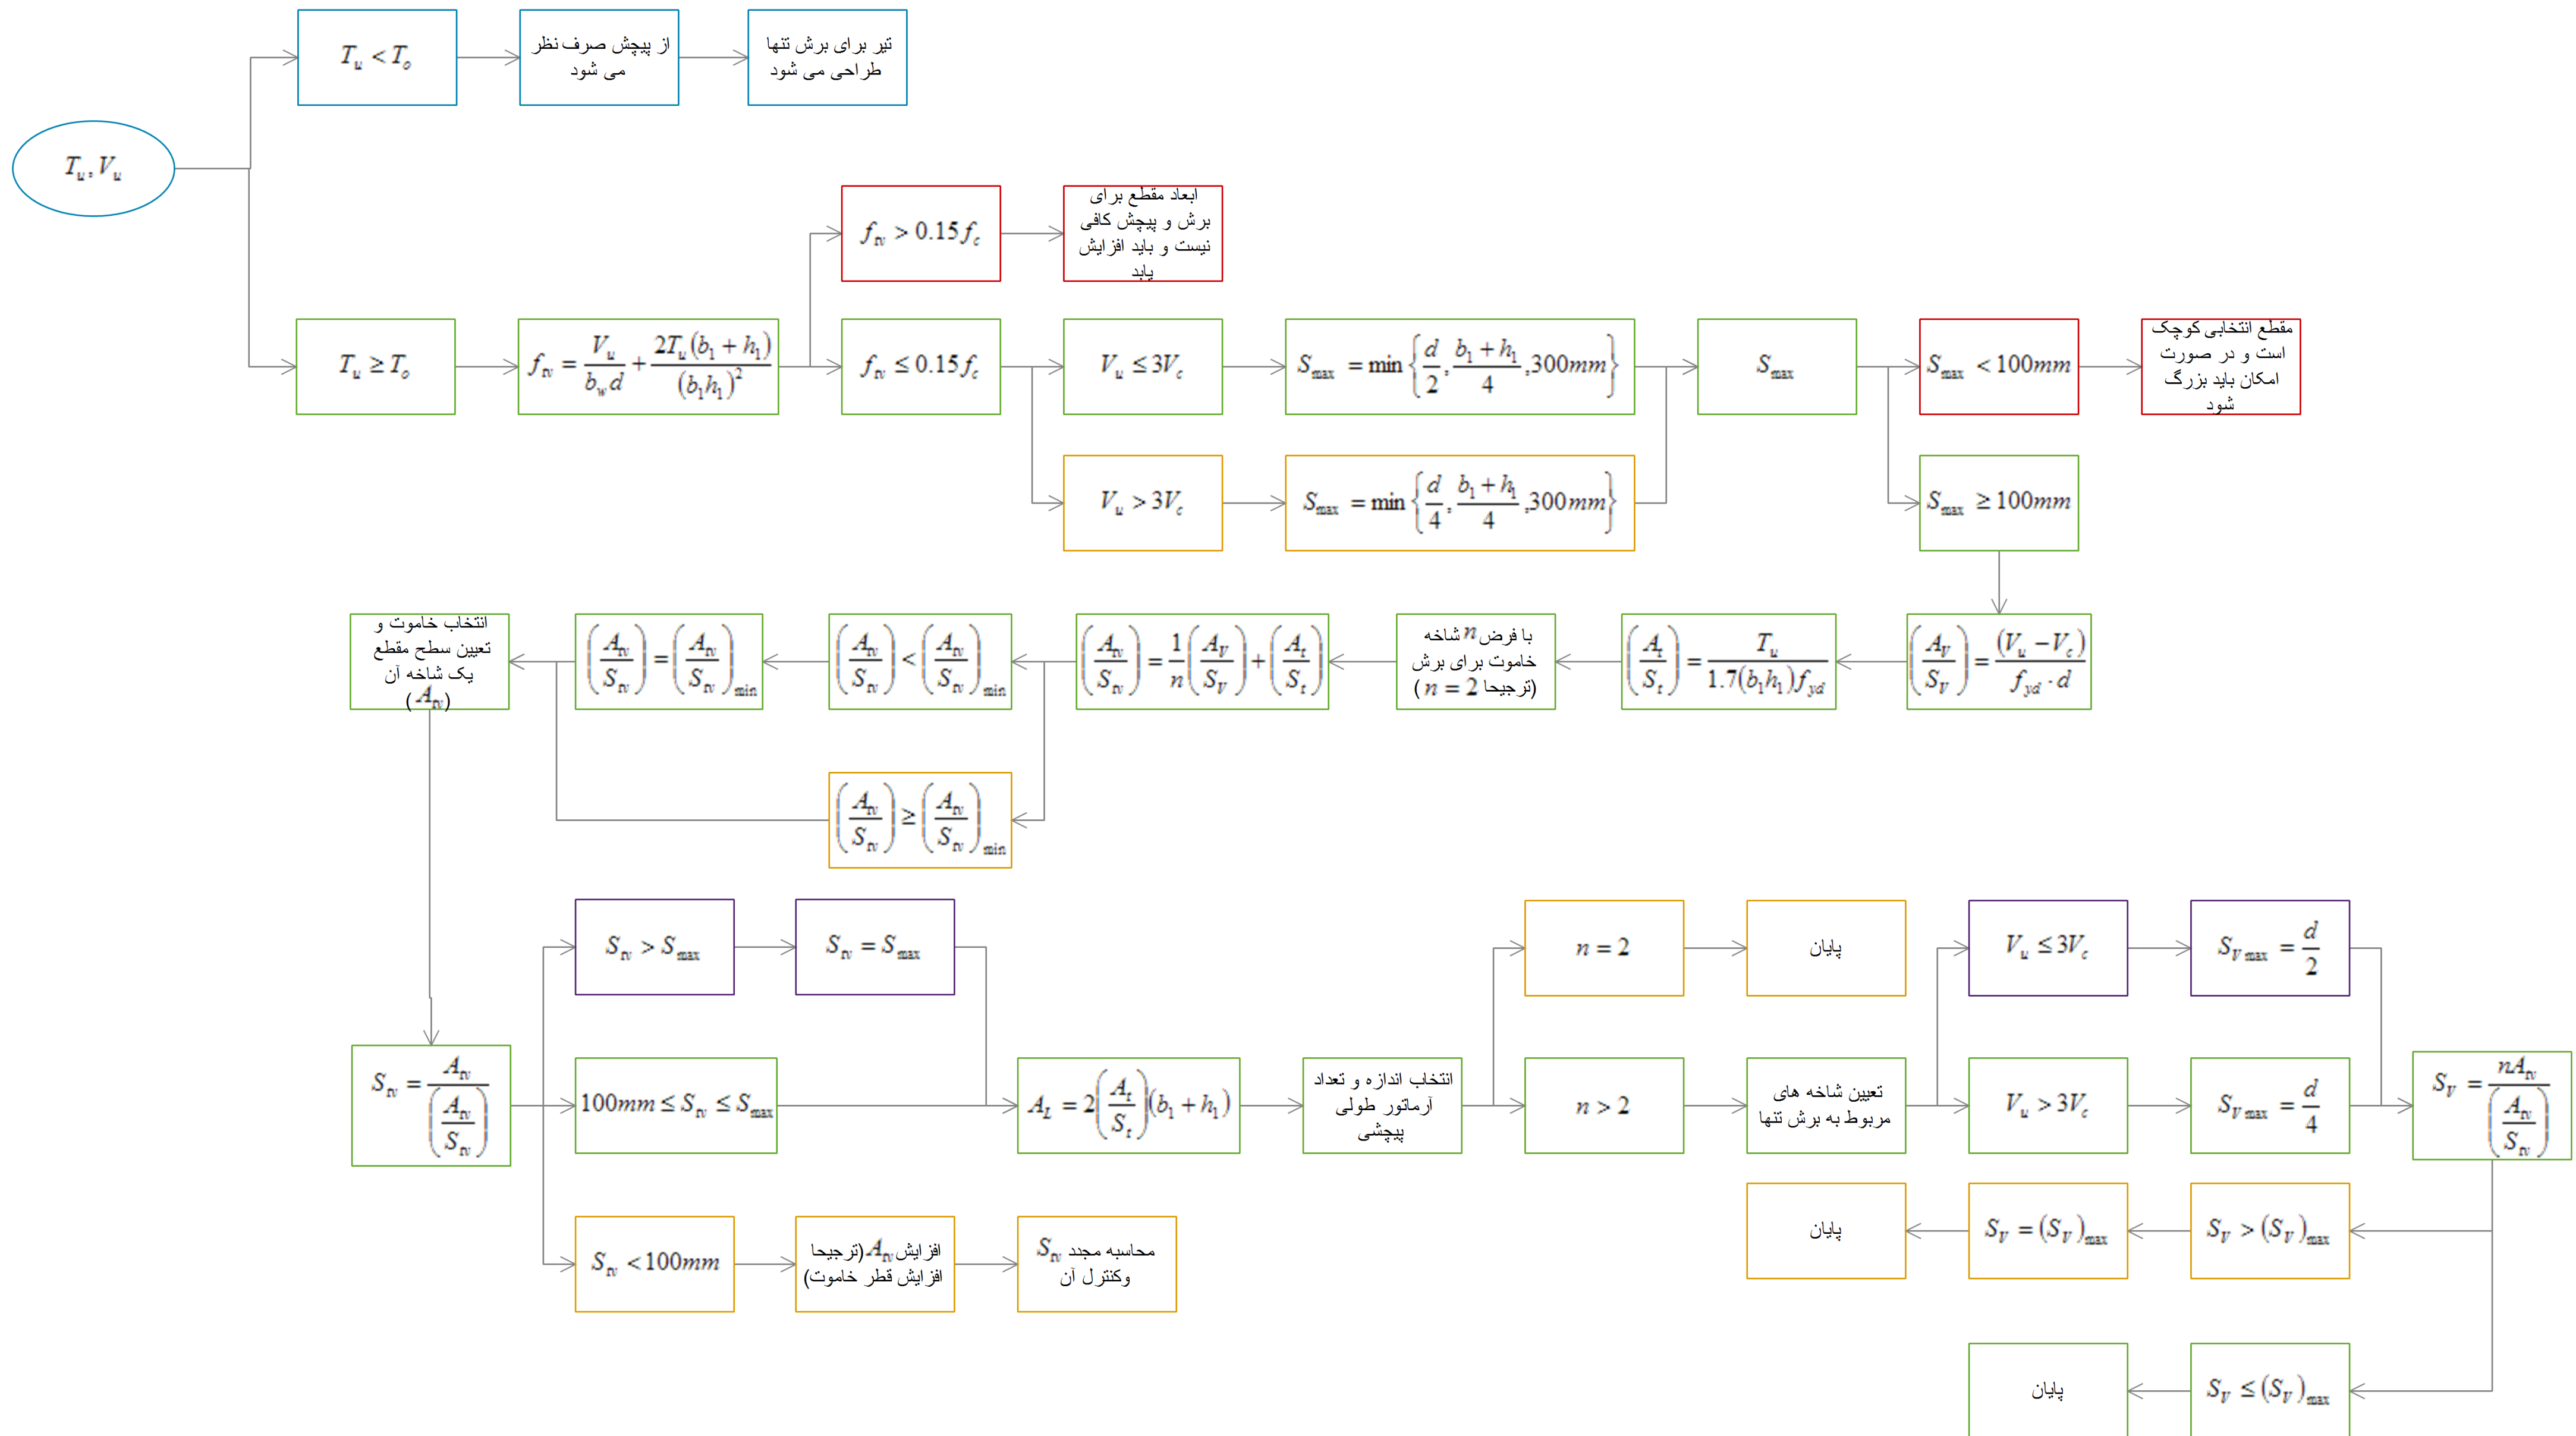 T_u < T_o
از پیچش صرف نظر
می شود
تیر برای برش تنها
طراحی می شود
T_u, V_u
f_tv > 0.15 f_c
ابعاد مقطع برای
برش و پیچش کافی
نیست و باید افزایش
یابد
T_u ≥ T_o
f_tv = V_u / (b_w d) + 2T_u(b_1 + h_1) / (b_1 h_1)^2
f_tv ≤ 0.15 f_c
V_u ≤ 3V_c
S_max = min{d/2, (b_1 + h_1)/4, 300mm}
S_max
S_max < 100mm
مقطع انتخابی کوچک
است و در صورت
امکان باید بزرگ
شود
V_u > 3V_c
S_max = min{d/4, (b_1 + h_1)/4, 300mm}
S_max ≥ 100mm
(A_V / S_V) = (V_u − V_c) / (f_yd · d)
(A_t / S_t) = T_u / (1.7(b_1 h_1) f_yd)
با فرض n شاخه
خاموت برای برش
(ترجیحا n = 2)
(A_tv / S_tv) = 1/n (A_V / S_V) + (A_t / S_t)
(A_tv / S_tv) < (A_tv / S_tv)_min
(A_tv / S_tv) = (A_tv / S_tv)_min
انتخاب خاموت و
تعیین سطح مقطع
یک شاخه آن
(A_tv)
(A_tv / S_tv) ≥ (A_tv / S_tv)_min
S_tv = A_tv / (A_tv / S_tv)
S_tv > S_max
S_tv = S_max
100mm ≤ S_tv ≤ S_max
S_tv < 100mm
افزایش A_tv (ترجیحا
افزایش قطر خاموت)
محاسبه مجدد S_tv
وکنترل آن
A_L = 2(A_t / S_t)(b_1 + h_1)
انتخاب اندازه و تعداد
آرماتور طولی
پیچشی
n = 2
پایان
n > 2
تعیین شاخه های
مربوط به برش تنها
V_u ≤ 3V_c
S_V max = d/2
V_u > 3V_c
S_V max = d/4
S_V = nA_tv / (A_tv / S_tv)
S_V > (S_V)_max
S_V = (S_V)_max
پایان
S_V ≤ (S_V)_max
پایان